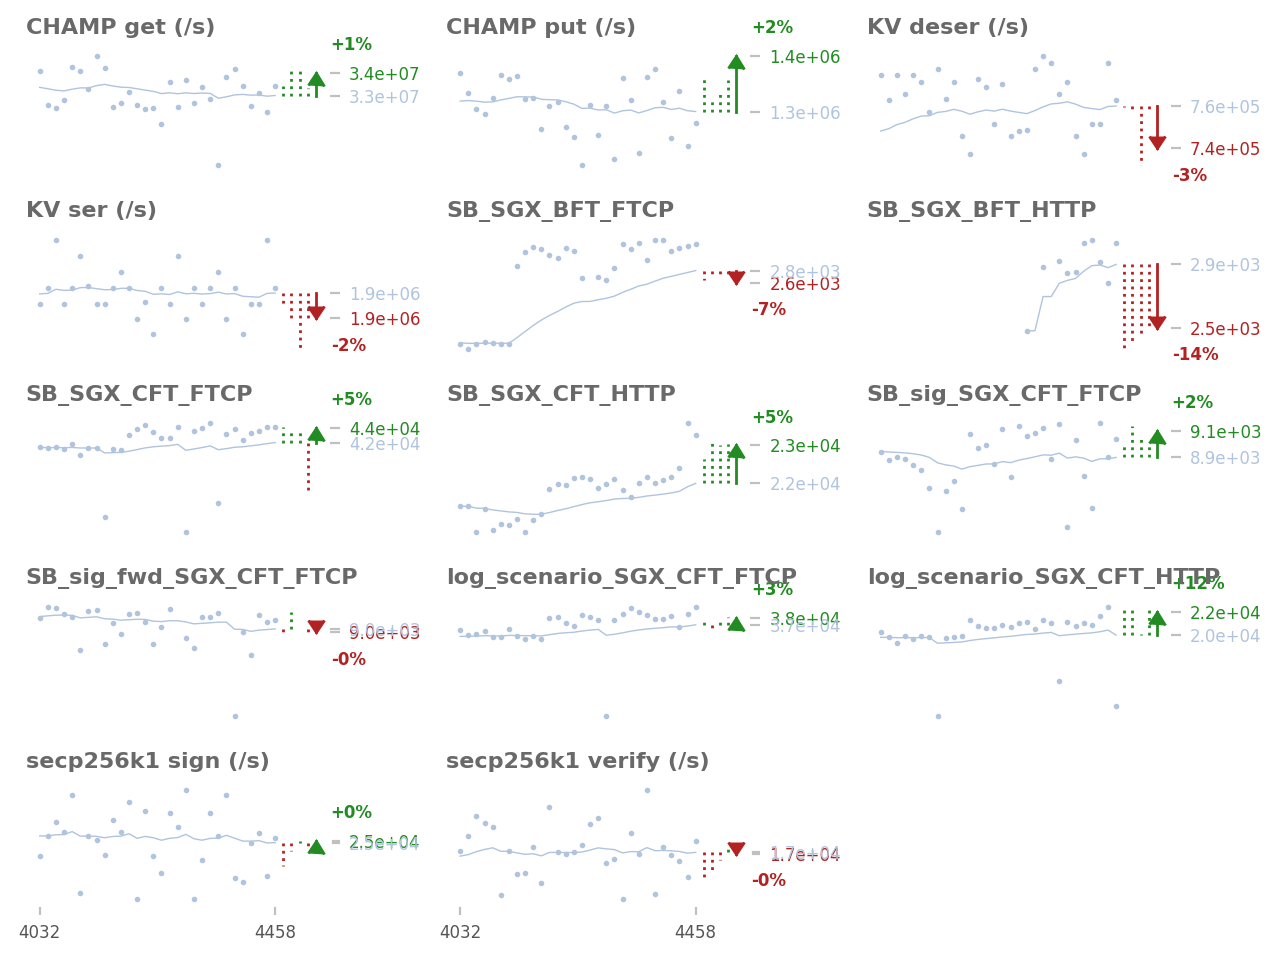 CHAMP get (/s)
+1%
3.4e+07
3.3e+07
CHAMP put (/s)
+2%
1.4e+06
1.3e+06
KV deser (/s)
7.6e+05
7.4e+05
-3%
KV ser (/s)
1.9e+06
1.9e+06
-2%
SB_SGX_BFT_FTCP
2.8e+03
2.6e+03
-7%
SB_SGX_BFT_HTTP
2.9e+03
2.5e+03
-14%
SB_SGX_CFT_FTCP
+5%
4.4e+04
4.2e+04
SB_SGX_CFT_HTTP
+5%
2.3e+04
2.2e+04
SB_sig_SGX_CFT_FTCP
+2%
9.1e+03
8.9e+03
SB_sig_fwd_SGX_CFT_FTCP
9.0e+03
-0%
log_scenario_SGX_CFT_FTCP
+3%
3.8e+04
3.7e+04
log_scenario_SGX_CFT_HTTP
+12%
2.2e+04
2.0e+04
secp256k1 sign (/s)
+0%
2.5e+04
secp256k1 verify (/s)
1.7e+04
-0%
4032
4458
4032
4458